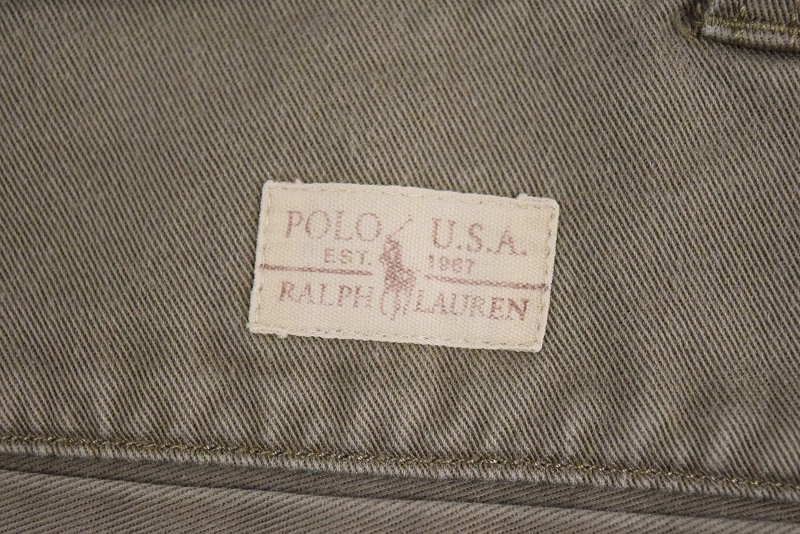 POLO U.S.A.
EST. 1967
RALPH LAUREN